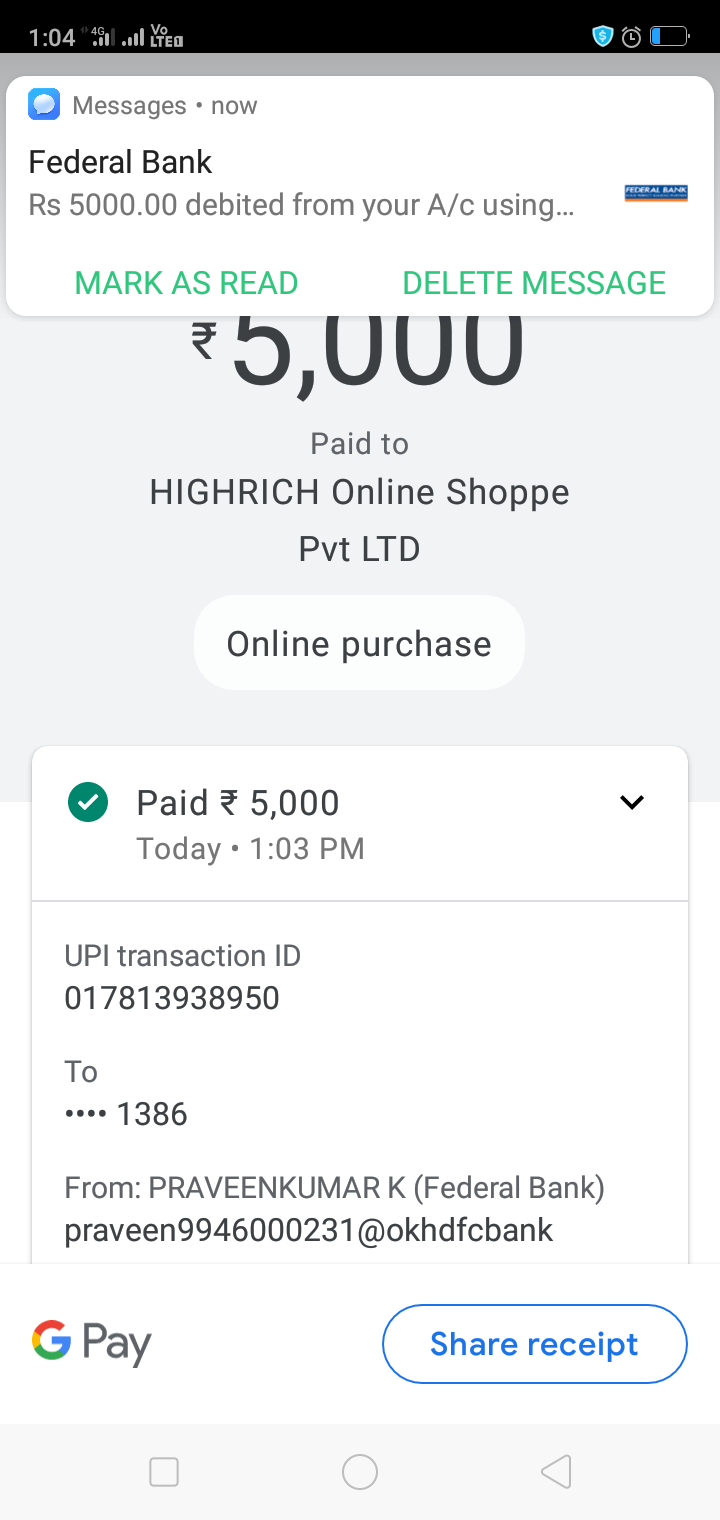 1:04 4G Vo LTE
Messages • now
Federal Bank
Rs 5000.00 debited from your A/c using...
FEDERAL BANK
MARK AS READ DELETE MESSAGE
₹5,000
Paid to
HIGHRICH Online Shoppe
Pvt LTD
Online purchase
Paid ₹ 5,000
Today • 1:03 PM
UPI transaction ID
017813938950
To
•••• 1386
From: PRAVEENKUMAR K (Federal Bank)
praveen9946000231@okhdfcbank
G Pay Share receipt